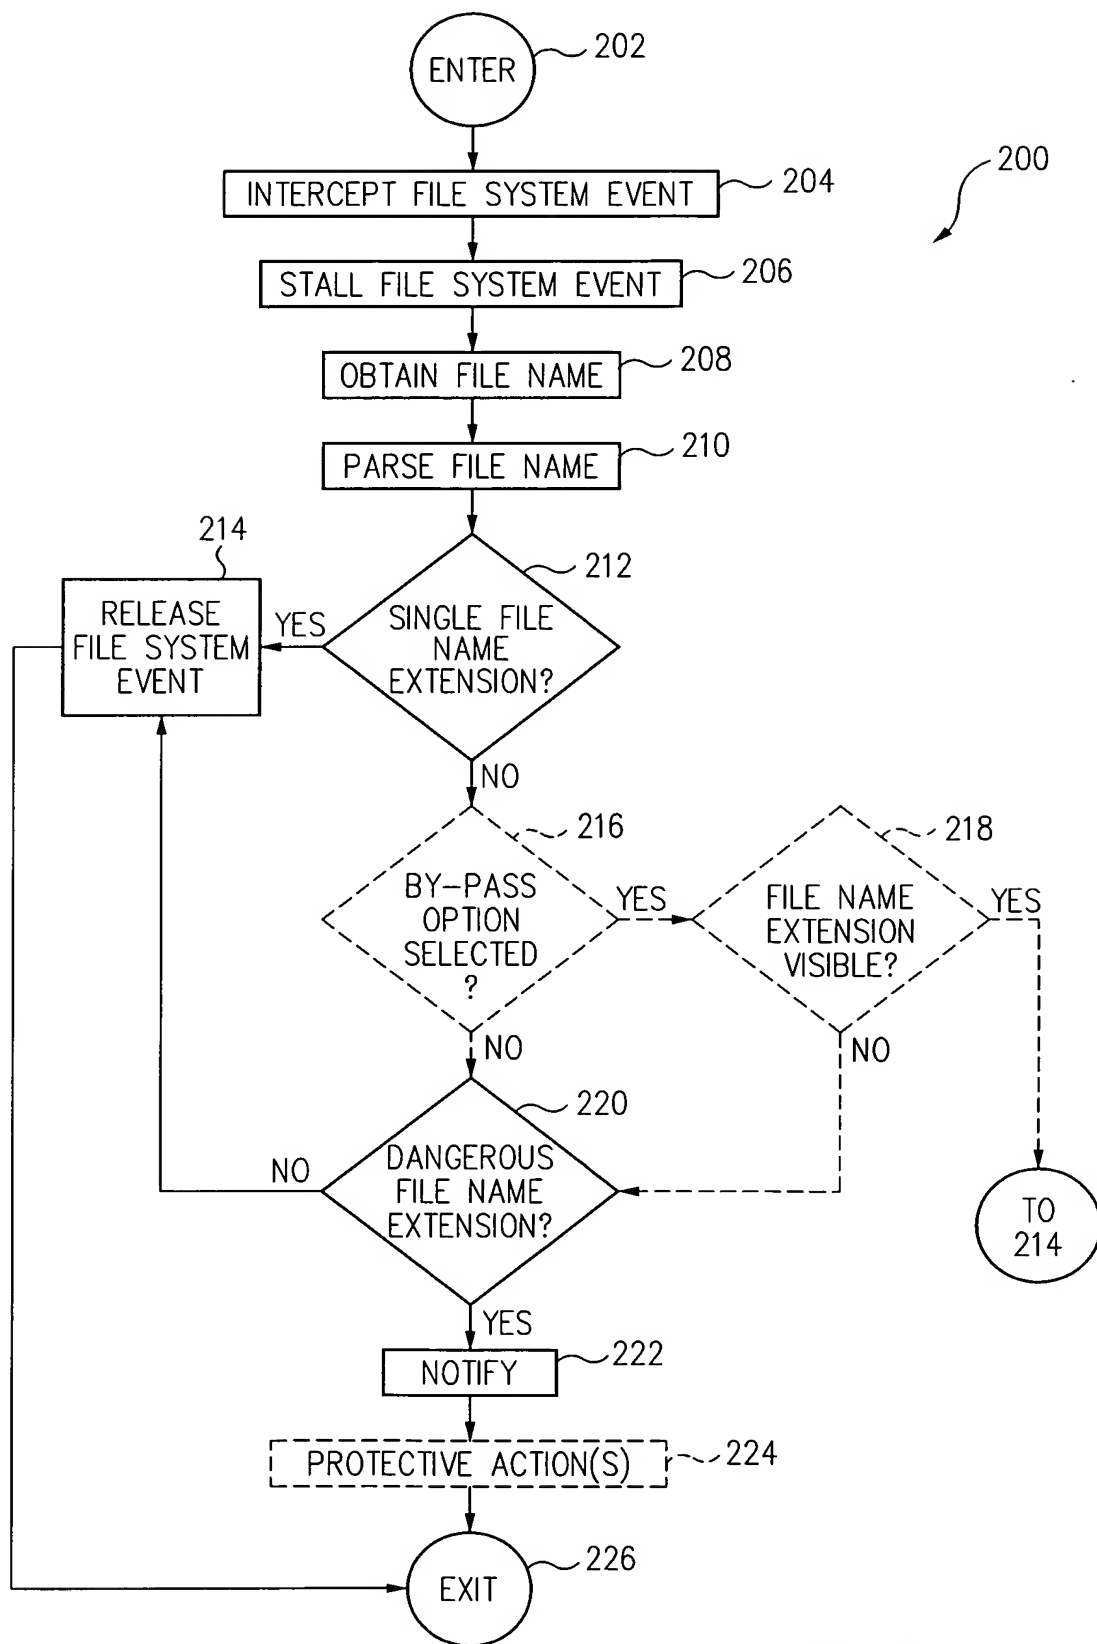 ENTER
202
200
INTERCEPT FILE SYSTEM EVENT
204
STALL FILE SYSTEM EVENT
206
OBTAIN FILE NAME
208
PARSE FILE NAME
210
214
RELEASE
FILE SYSTEM
EVENT
YES
SINGLE FILE
NAME
EXTENSION?
212
NO
BY-PASS
OPTION
SELECTED
?
216
YES
FILE NAME
EXTENSION
VISIBLE?
218
YES
NO
NO
TO
214
NO
DANGEROUS
FILE NAME
EXTENSION?
220
YES
NOTIFY
222
PROTECTIVE ACTION(S)
224
EXIT
226